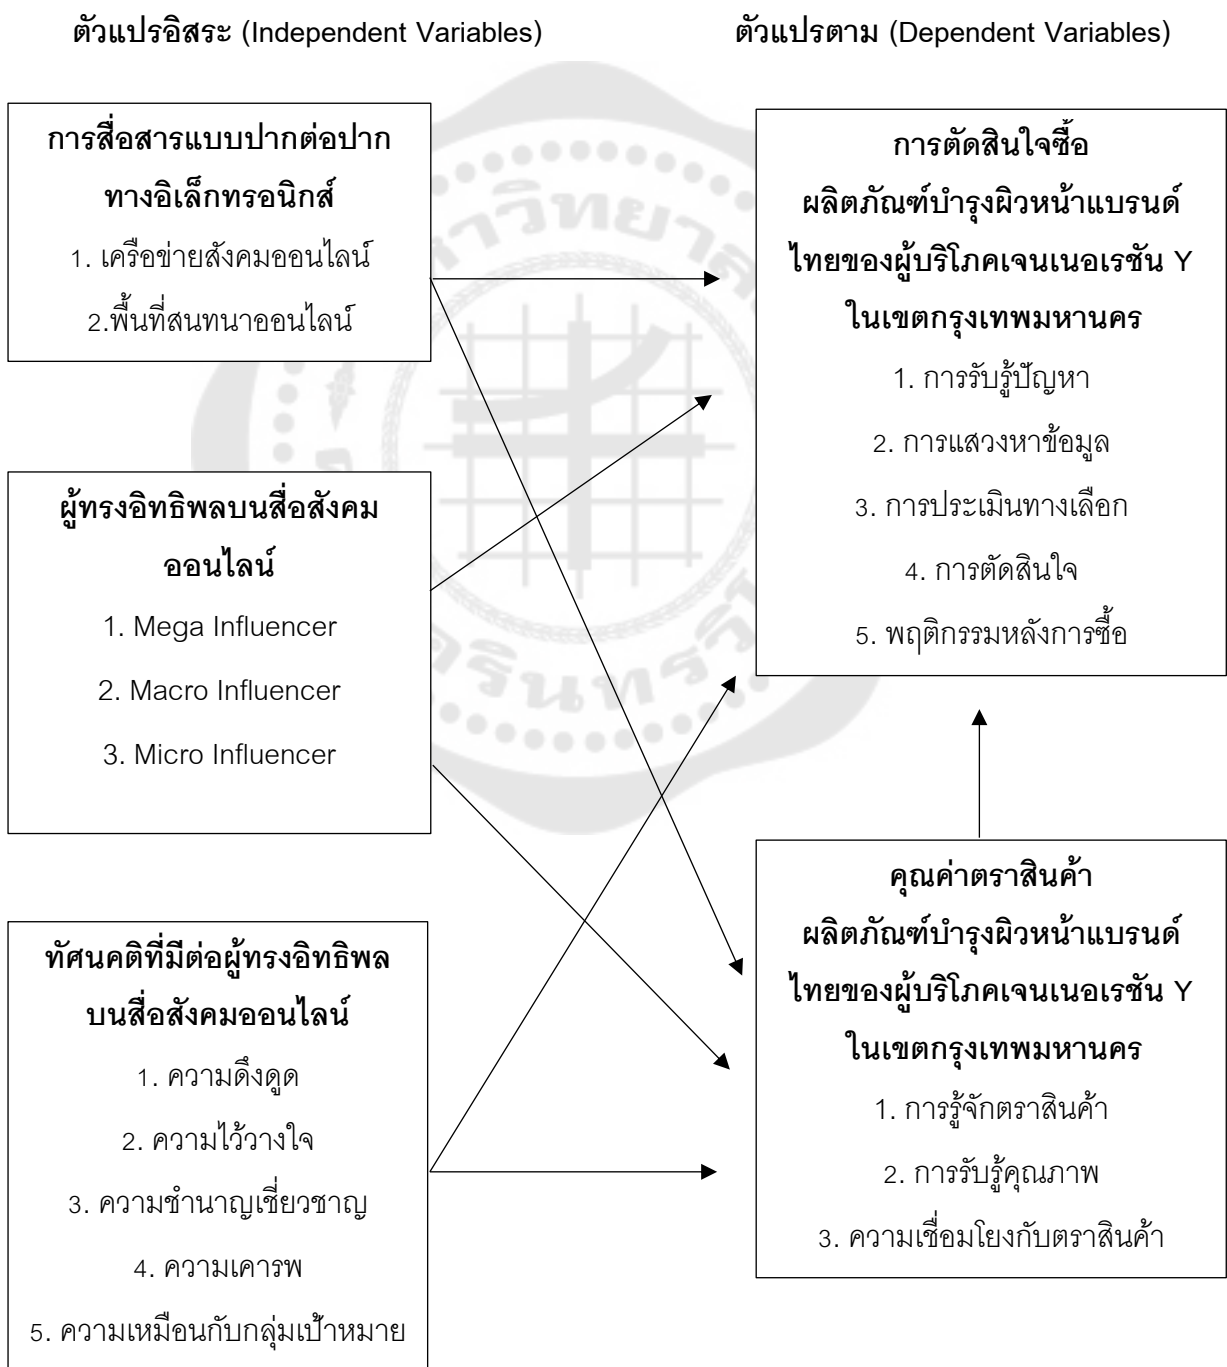 ตัวแปรอิสระ (Independent Variables)
ตัวแปรตาม (Dependent Variables)
การสื่อสารแบบปากต่อปาก
ทางอิเล็กทรอนิกส์
1. เครือข่ายสังคมออนไลน์
2.พื้นที่สนทนาออนไลน์
ผู้ทรงอิทธิพลบนสื่อสังคม
ออนไลน์
1. Mega Influencer
2. Macro Influencer
3. Micro Influencer
ทัศนคติที่มีต่อผู้ทรงอิทธิพล
บนสื่อสังคมออนไลน์
1. ความดึงดูด
2. ความไว้วางใจ
3. ความชำนาญเชี่ยวชาญ
4. ความเคารพ
5. ความเหมือนกับกลุ่มเป้าหมาย
การตัดสินใจซื้อ
ผลิตภัณฑ์บำรุงผิวหน้าแบรนด์
ไทยของผู้บริโภคเจนเนอเรชัน Y
ในเขตกรุงเทพมหานคร
1. การรับรู้ปัญหา
2. การแสวงหาข้อมูล
3. การประเมินทางเลือก
4. การตัดสินใจ
5. พฤติกรรมหลังการซื้อ
คุณค่าตราสินค้า
ผลิตภัณฑ์บำรุงผิวหน้าแบรนด์
ไทยของผู้บริโภคเจนเนอเรชัน Y
ในเขตกรุงเทพมหานคร
1. การรู้จักตราสินค้า
2. การรับรู้คุณภาพ
3. ความเชื่อมโยงกับตราสินค้า